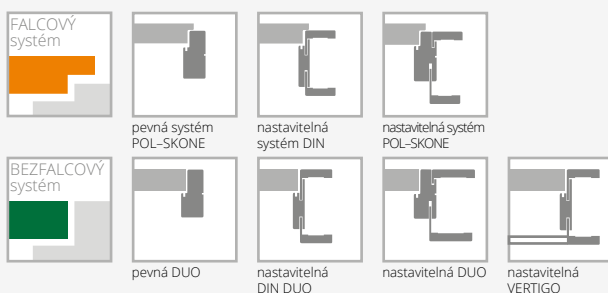 FALCOVÝ
systém
pevná systém
POL–SKONE
nastavitelná
systém DIN
nastavitelná systém
POL–SKONE
BEZFALCOVÝ
systém
pevná DUO
nastavitelná
DIN DUO
nastavitelná DUO
nastavitelná
VERTIGO